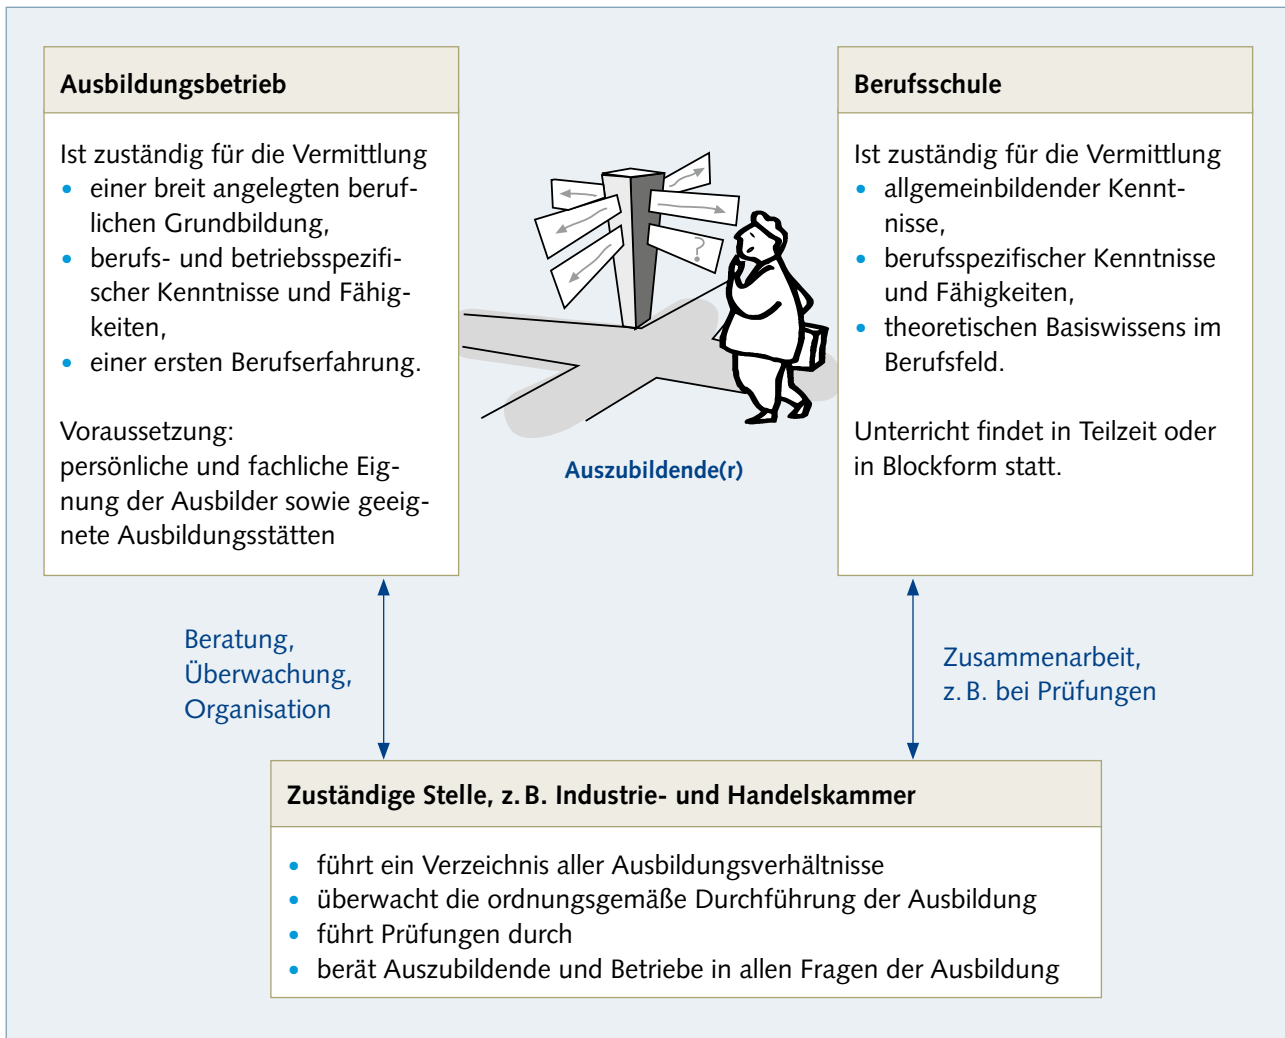 Ausbildungsbetrieb
Ist zuständig für die Vermittlung
• einer breit angelegten beruf-
lichen Grundbildung,
• berufs- und betriebsspezifi-
scher Kenntnisse und Fähig-
keiten,
• einer ersten Berufserfahrung.
Voraussetzung:
persönliche und fachliche Eig-
nung der Ausbilder sowie geeig-
nete Ausbildungsstätten
?
Auszubildende(r)
Berufsschule
Ist zuständig für die Vermittlung
• allgemeinbildender Kennt-
nisse,
• berufsspezifischer Kenntnisse
und Fähigkeiten,
• theoretischen Basiswissens im
Berufsfeld.
Unterricht findet in Teilzeit oder
in Blockform statt.
Beratung,
Überwachung,
Organisation
Zusammenarbeit,
z. B. bei Prüfungen
Zuständige Stelle, z. B. Industrie- und Handelskammer
• führt ein Verzeichnis aller Ausbildungsverhältnisse
• überwacht die ordnungsgemäße Durchführung der Ausbildung
• führt Prüfungen durch
• berät Auszubildende und Betriebe in allen Fragen der Ausbildung